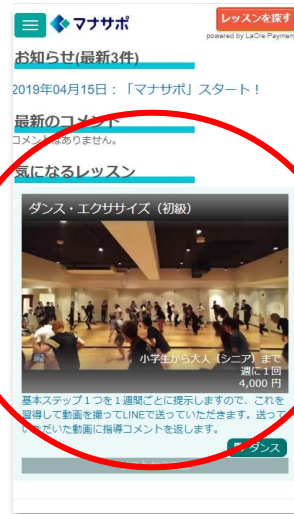 マナサポ
レッスンを探す
powered by LaCre Paymen
お知らせ(最新3件)
2019年04月15日：「マナサポ」スタート！
最新のコメント
コメントはありません。
気になるレッスン
ダンス・エクササイズ（初級）
小学生から大人（シニア）まで
週に１回
4,000 円
基本ステップ１つを１週間ごとに提示しますので、これを
習得して動画を撮ってLINEで送っていただきます。送って
いただいた動画に指導コメントを返します。
ダンス